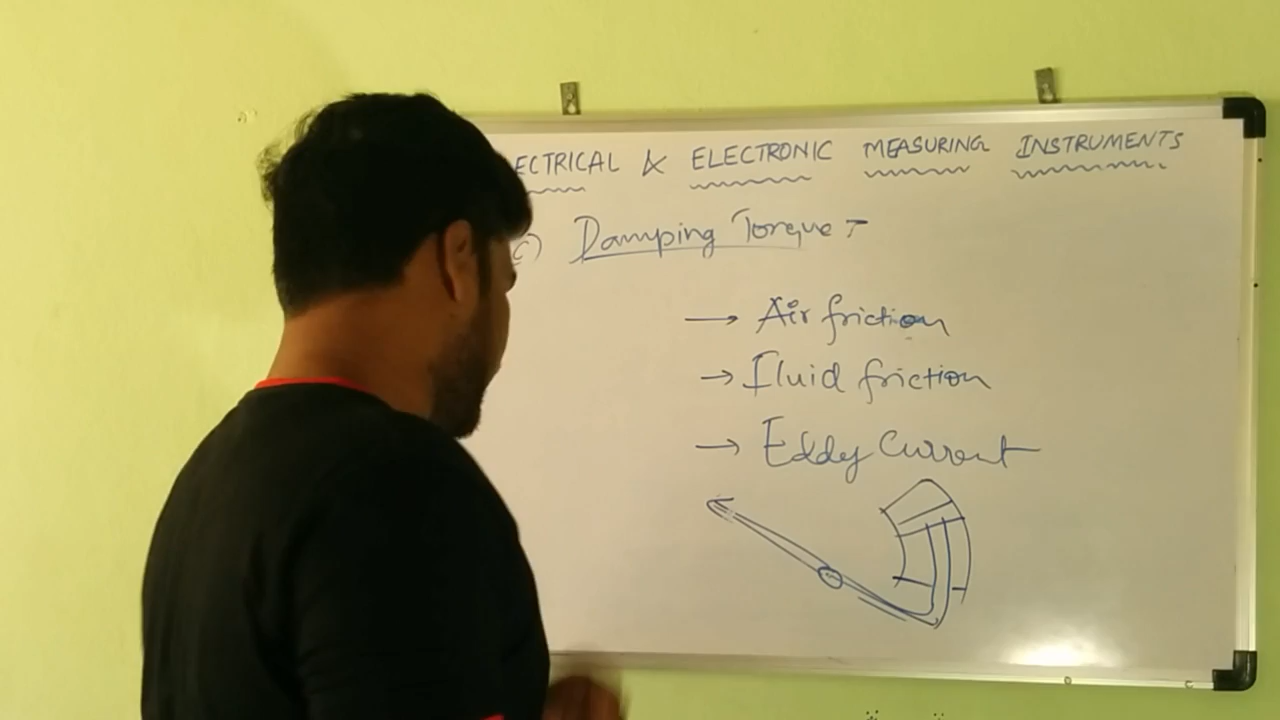 ECTRICAL & ELECTRONIC MEASURING INSTRUMENTS
c) Damping Torque :-
→ Air friction
→ Fluid friction
→ Eddy Current